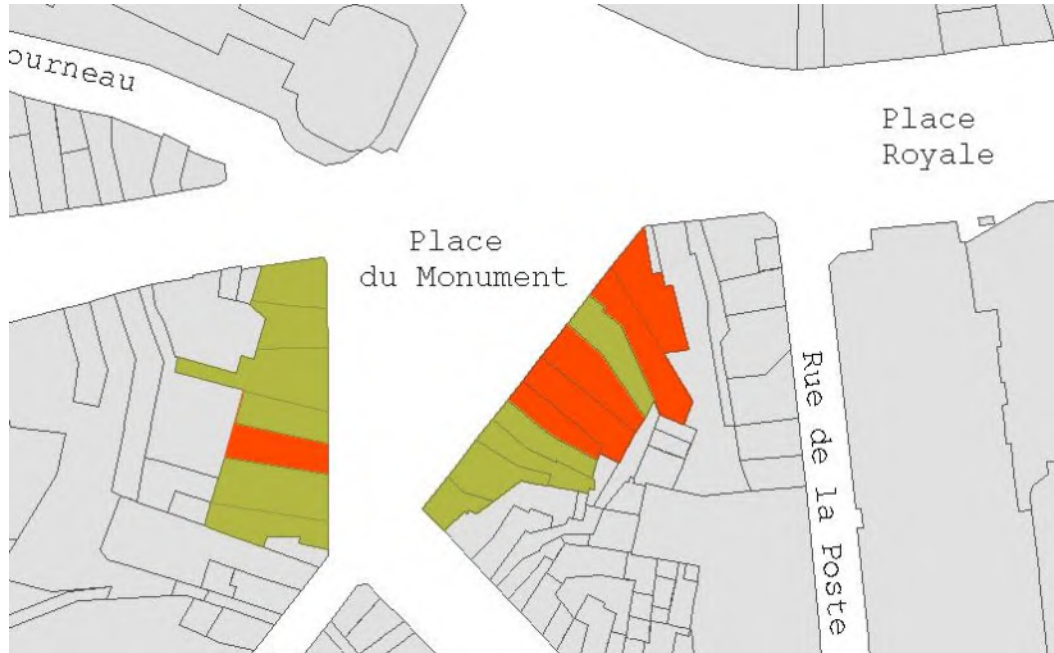 ourneau
Place
Royale
Place
du Monument
Rue de la Poste